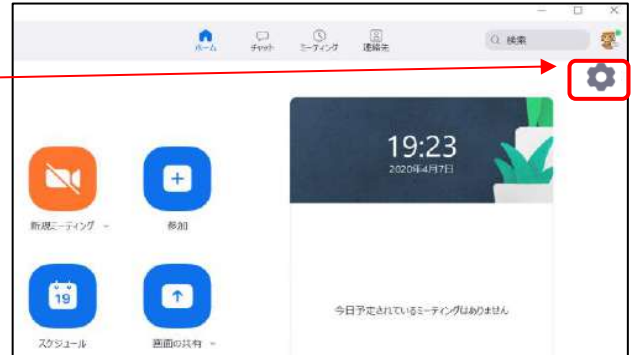 ホーム チャット ミーティング 連絡先 検索
19:23
2020年4月7日
新規ミーティング 参加
19
スケジュール 画面の共有
今日予定されているミーティングはありません